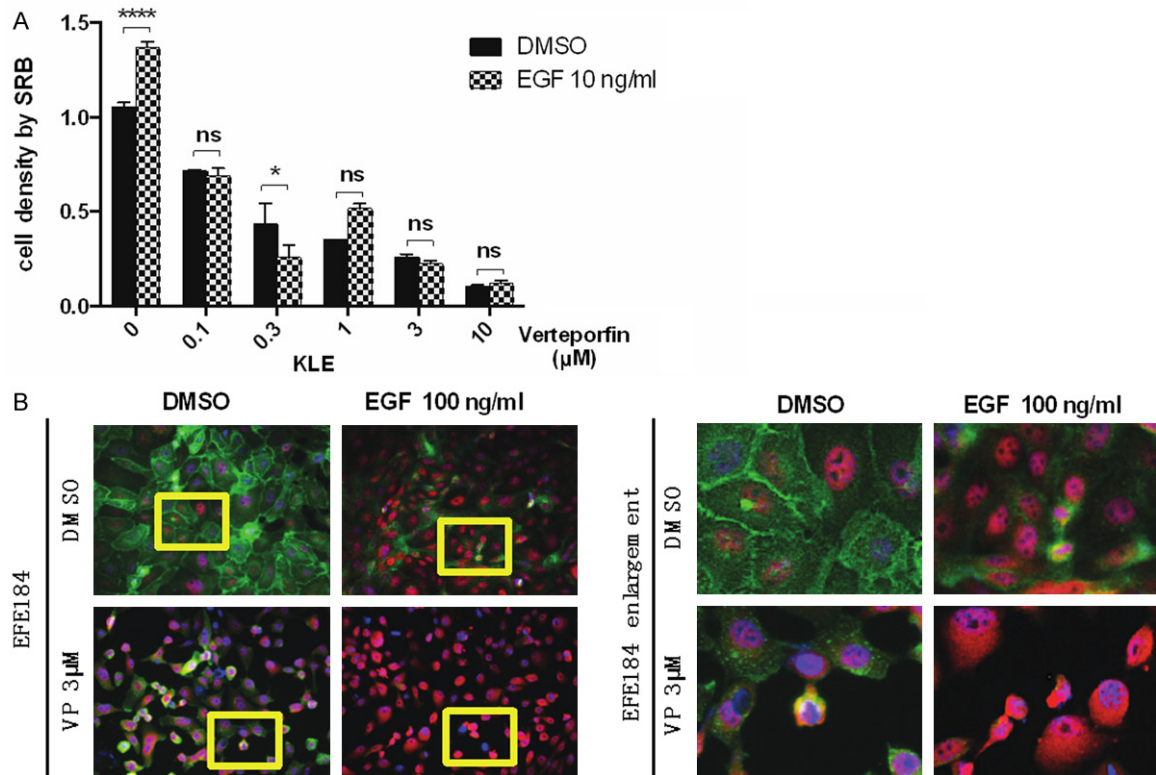 A
cell density by SRB
1.5
1.0
0.5
0.0
****
ns
*
ns
ns
ns
DMSO
EGF 10 ng/ml
0
0.1
0.3
1
3
10
Verteporfin
(μM)
KLE
B
DMSO
EGF 100 ng/ml
DMSO
EGF 100 ng/ml
EFE184
DMSO
VP 3μM
EFE184 enlargem ent
DMSO
VP 3μM